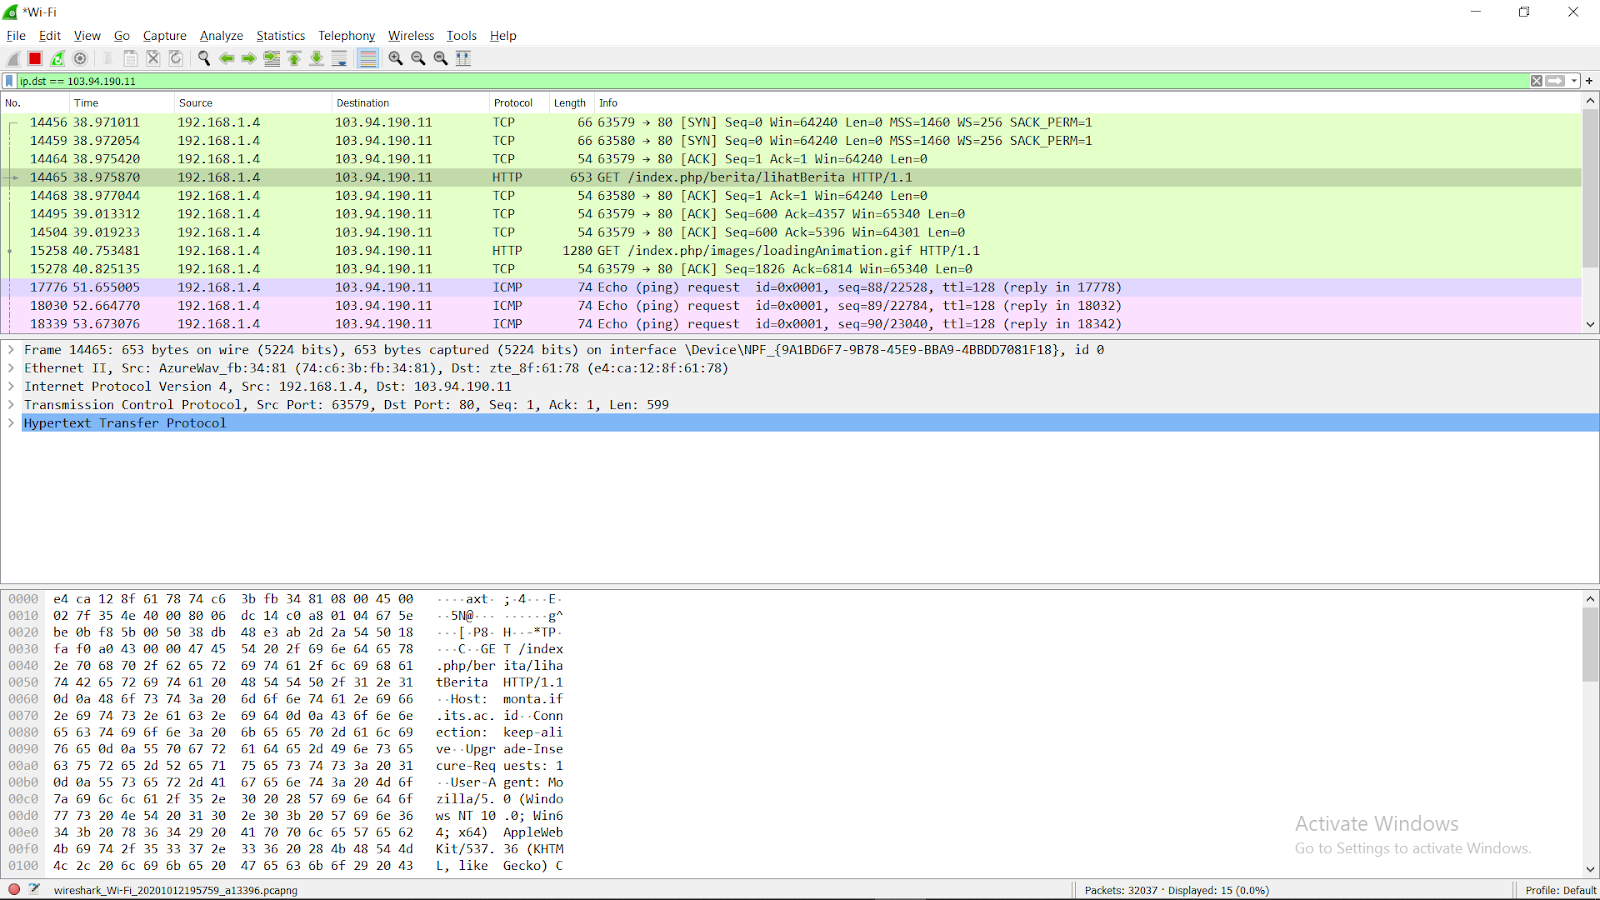 *Wi-Fi
File Edit View Go Capture Analyze Statistics Telephony Wireless Tools Help
ip.dst == 103.94.190.11
No. Time Source Destination Protocol Length Info
14456 38.971011 192.168.1.4 103.94.190.11 TCP 66 63579 → 80 [SYN] Seq=0 Win=64240 Len=0 MSS=1460 WS=256 SACK_PERM=1
14459 38.972054 192.168.1.4 103.94.190.11 TCP 66 63580 → 80 [SYN] Seq=0 Win=64240 Len=0 MSS=1460 WS=256 SACK_PERM=1
14464 38.975420 192.168.1.4 103.94.190.11 TCP 54 63579 → 80 [ACK] Seq=1 Ack=1 Win=64240 Len=0
14465 38.975870 192.168.1.4 103.94.190.11 HTTP 653 GET /index.php/berita/lihatBerita HTTP/1.1
14468 38.977044 192.168.1.4 103.94.190.11 TCP 54 63580 → 80 [ACK] Seq=1 Ack=1 Win=64240 Len=0
14495 39.013312 192.168.1.4 103.94.190.11 TCP 54 63579 → 80 [ACK] Seq=600 Ack=4357 Win=65340 Len=0
14504 39.019233 192.168.1.4 103.94.190.11 TCP 54 63579 → 80 [ACK] Seq=600 Ack=5396 Win=64301 Len=0
15258 40.753481 192.168.1.4 103.94.190.11 HTTP 1280 GET /index.php/images/loadingAnimation.gif HTTP/1.1
15278 40.825135 192.168.1.4 103.94.190.11 TCP 54 63579 → 80 [ACK] Seq=1826 Ack=6814 Win=65340 Len=0
17776 51.655005 192.168.1.4 103.94.190.11 ICMP 74 Echo (ping) request id=0x0001, seq=88/22528, ttl=128 (reply in 17778)
18030 52.664770 192.168.1.4 103.94.190.11 ICMP 74 Echo (ping) request id=0x0001, seq=89/22784, ttl=128 (reply in 18032)
18339 53.673076 192.168.1.4 103.94.190.11 ICMP 74 Echo (ping) request id=0x0001, seq=90/23040, ttl=128 (reply in 18342)
Frame 14465: 653 bytes on wire (5224 bits), 653 bytes captured (5224 bits) on interface \Device\NPF_{9A1BD6F7-9B78-45E9-BBA9-4BBDD7081F18}, id 0
Ethernet II, Src: AzureWav_fb:34:81 (74:c6:3b:fb:34:81), Dst: zte_8f:61:78 (e4:ca:12:8f:61:78)
Internet Protocol Version 4, Src: 192.168.1.4, Dst: 103.94.190.11
Transmission Control Protocol, Src Port: 63579, Dst Port: 80, Seq: 1, Ack: 1, Len: 599
Hypertext Transfer Protocol
0000 e4 ca 12 8f 61 78 74 c6 3b fb 34 81 08 00 45 00 ····axt· ;·4···E·
0010 02 7f 35 4e 40 00 80 06 dc 14 c0 a8 01 04 67 5e ··5N@··· ······g^
0020 be 0b f8 5b 00 50 38 db 48 e3 ab 2d 2a 54 50 18 ···[·P8· H··-*TP·
0030 fa f0 a0 43 00 00 47 45 54 20 2f 69 6e 64 65 78 ···C··GE T /index
0040 2e 70 68 70 2f 62 65 72 69 74 61 2f 6c 69 68 61 .php/ber ita/liha
0050 74 42 65 72 69 74 61 20 48 54 54 50 2f 31 2e 31 tBerita HTTP/1.1
0060 0d 0a 48 6f 73 74 3a 20 6d 6f 6e 74 61 2e 69 66 ··Host: monta.if
0070 2e 69 74 73 2e 61 63 2e 69 64 0d 0a 43 6f 6e 6e .its.ac. id··Conn
0080 65 63 74 69 6f 6e 3a 20 6b 65 65 70 2d 61 6c 69 ection: keep-ali
0090 76 65 0d 0a 55 70 67 72 61 64 65 2d 49 6e 73 65 ve··Upgr ade-Inse
00a0 63 75 72 65 2d 52 65 71 75 65 73 74 73 3a 20 31 cure-Req uests: 1
00b0 0d 0a 55 73 65 72 2d 41 67 65 6e 74 3a 20 4d 6f ··User-A gent: Mo
00c0 7a 69 6c 6c 61 2f 35 2e 30 20 28 57 69 6e 64 6f zilla/5. 0 (Windo
00d0 77 73 20 4e 54 20 31 30 2e 30 3b 20 57 69 6e 36 ws NT 10 .0; Win6
00e0 34 3b 20 78 36 34 29 20 41 70 70 6c 65 57 65 62 4; x64) AppleWeb
00f0 4b 69 74 2f 35 33 37 2e 33 36 20 28 4b 48 54 4d Kit/537. 36 (KHTM
0100 4c 2c 20 6c 69 6b 65 20 47 65 63 6b 6f 29 20 43 L, like Gecko) C
Activate Windows
Go to Settings to activate Windows.
wireshark_Wi-Fi_20201012195759_a13396.pcapng Packets: 32037 · Displayed: 15 (0.0%) Profile: Default